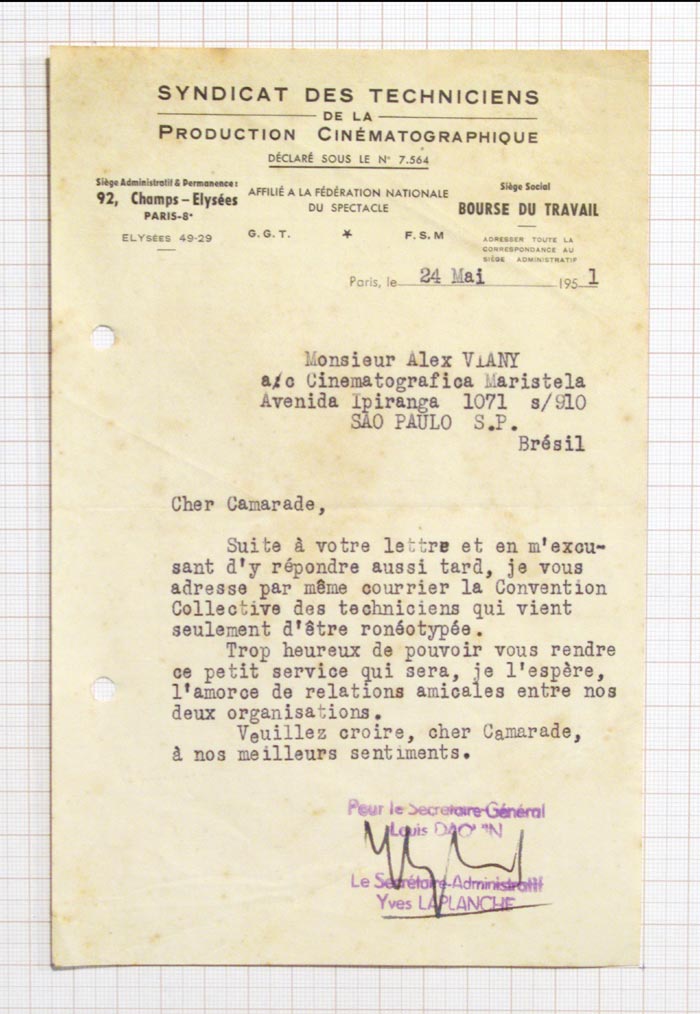 SYNDICAT DES TECHNICIENS
DE LA
PRODUCTION CINÉMATOGRAPHIQUE
DÉCLARÉ SOUS LE N° 7.564
Siège Administratif & Permanence :
92, Champs-Elysées
PARIS-8e
ELYSÉES 49-29
AFFILIÉ A LA FÉDÉRATION NATIONALE
DU SPECTACLE
G.G.T. * F.S.M
Siège Social
BOURSE DU TRAVAIL
ADRESSER TOUTE LA
CORRESPONDANCE AU
SIÈGE ADMINISTRATIF
Paris, le 24 Mai 1951
Monsieur Alex VIANY
a/c Cinematografica Maristela
Avenida Ipiranga 1071 s/910
SAO PAULO S.P.
Brésil
Cher Camarade,
Suite à votre lettre et en m'excu-
sant d'y répondre aussi tard, je vous
adresse par même courrier la Convention
Collective des techniciens qui vient
seulement d'être ronéotypée.
Trop heureux de pouvoir vous rendre
ce petit service qui sera, je l'espère,
l'amorce de relations amicales entre nos
deux organisations.
Veuillez croire, cher Camarade,
à nos meilleurs sentiments.
Pour le Secrétaire Général
Louis
Le Secrétaire Administratif
Yves LAPLANCHE